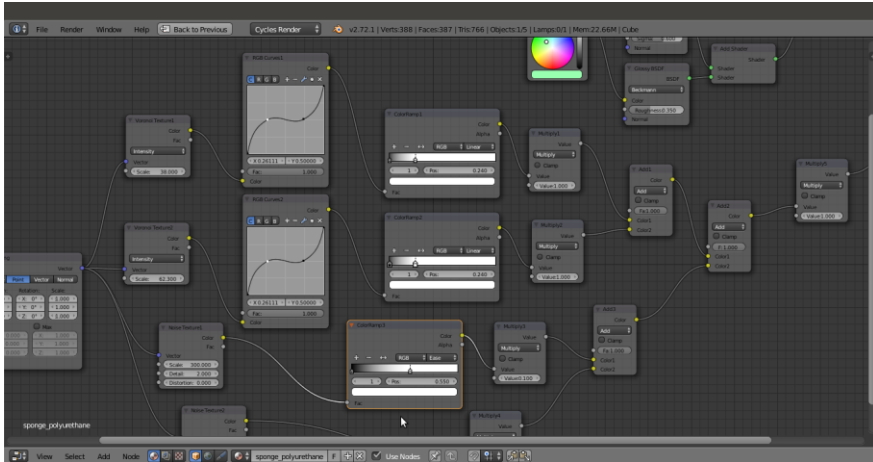 File Render Window Help Back to Previous Cycles Render v2.72.1 | Verts:388 | Faces:387 | Tris:766 | Objects:1/5 | Lamps:0/1 | Mem:22.66M | Cube
Normal
Add Shader
Shader
Shader
Shader
Glossy BSDF
BSDF
Beckmann
Color
Roughness:0.350
Normal
RGB Curves1
Color
C R G B
X 0.26111 Y 0.50000
Fac: 1.000
Color
Voronoi Texture1
Color
Fac
Intensity
Vector
Scale: 38.000
ColorRamp1
Color
Alpha
RGB Linear
1 Pos: 0.240
Fac
Multiply1
Value
Multiply
Clamp
Value
Value:1.000
Add1
Color
Add
Clamp
Fac:1.000
Color1
Color2
Multiply5
Value
Multiply
Clamp
Value
Value:1.000
RGB Curves2
Color
C R G B
X 0.26111 Y 0.50000
Fac: 1.000
Color
Voronoi Texture2
Color
Fac
Intensity
Vector
Scale: 62.300
ColorRamp2
Color
Alpha
RGB Linear
1 Pos: 0.240
Fac
Multiply2
Value
Multiply
Clamp
Value
Value:1.000
Add2
Color
Add
Clamp
F: 1.000
Color1
Color2
Vector
Point Vector Normal
Rotation: Scale:
X: 0° 1.000
Y: 0° 1.000
Z: 0° 1.000
Max
Noise Texture1
Color
Fac
Vector
Scale: 300.000
Detail: 2.000
Distortion: 0.000
ColorRamp3
Color
Alpha
RGB Ease
1 Pos: 0.550
Fac
Multiply3
Value
Multiply
Clamp
Value
Value:0.100
Add3
Color
Add
Clamp
Fac:1.000
Color1
Color2
Noise Texture2
Color
Fac
Multiply4
Value
sponge_polyurethane
View Select Add Node sponge_polyurethane F Use Nodes